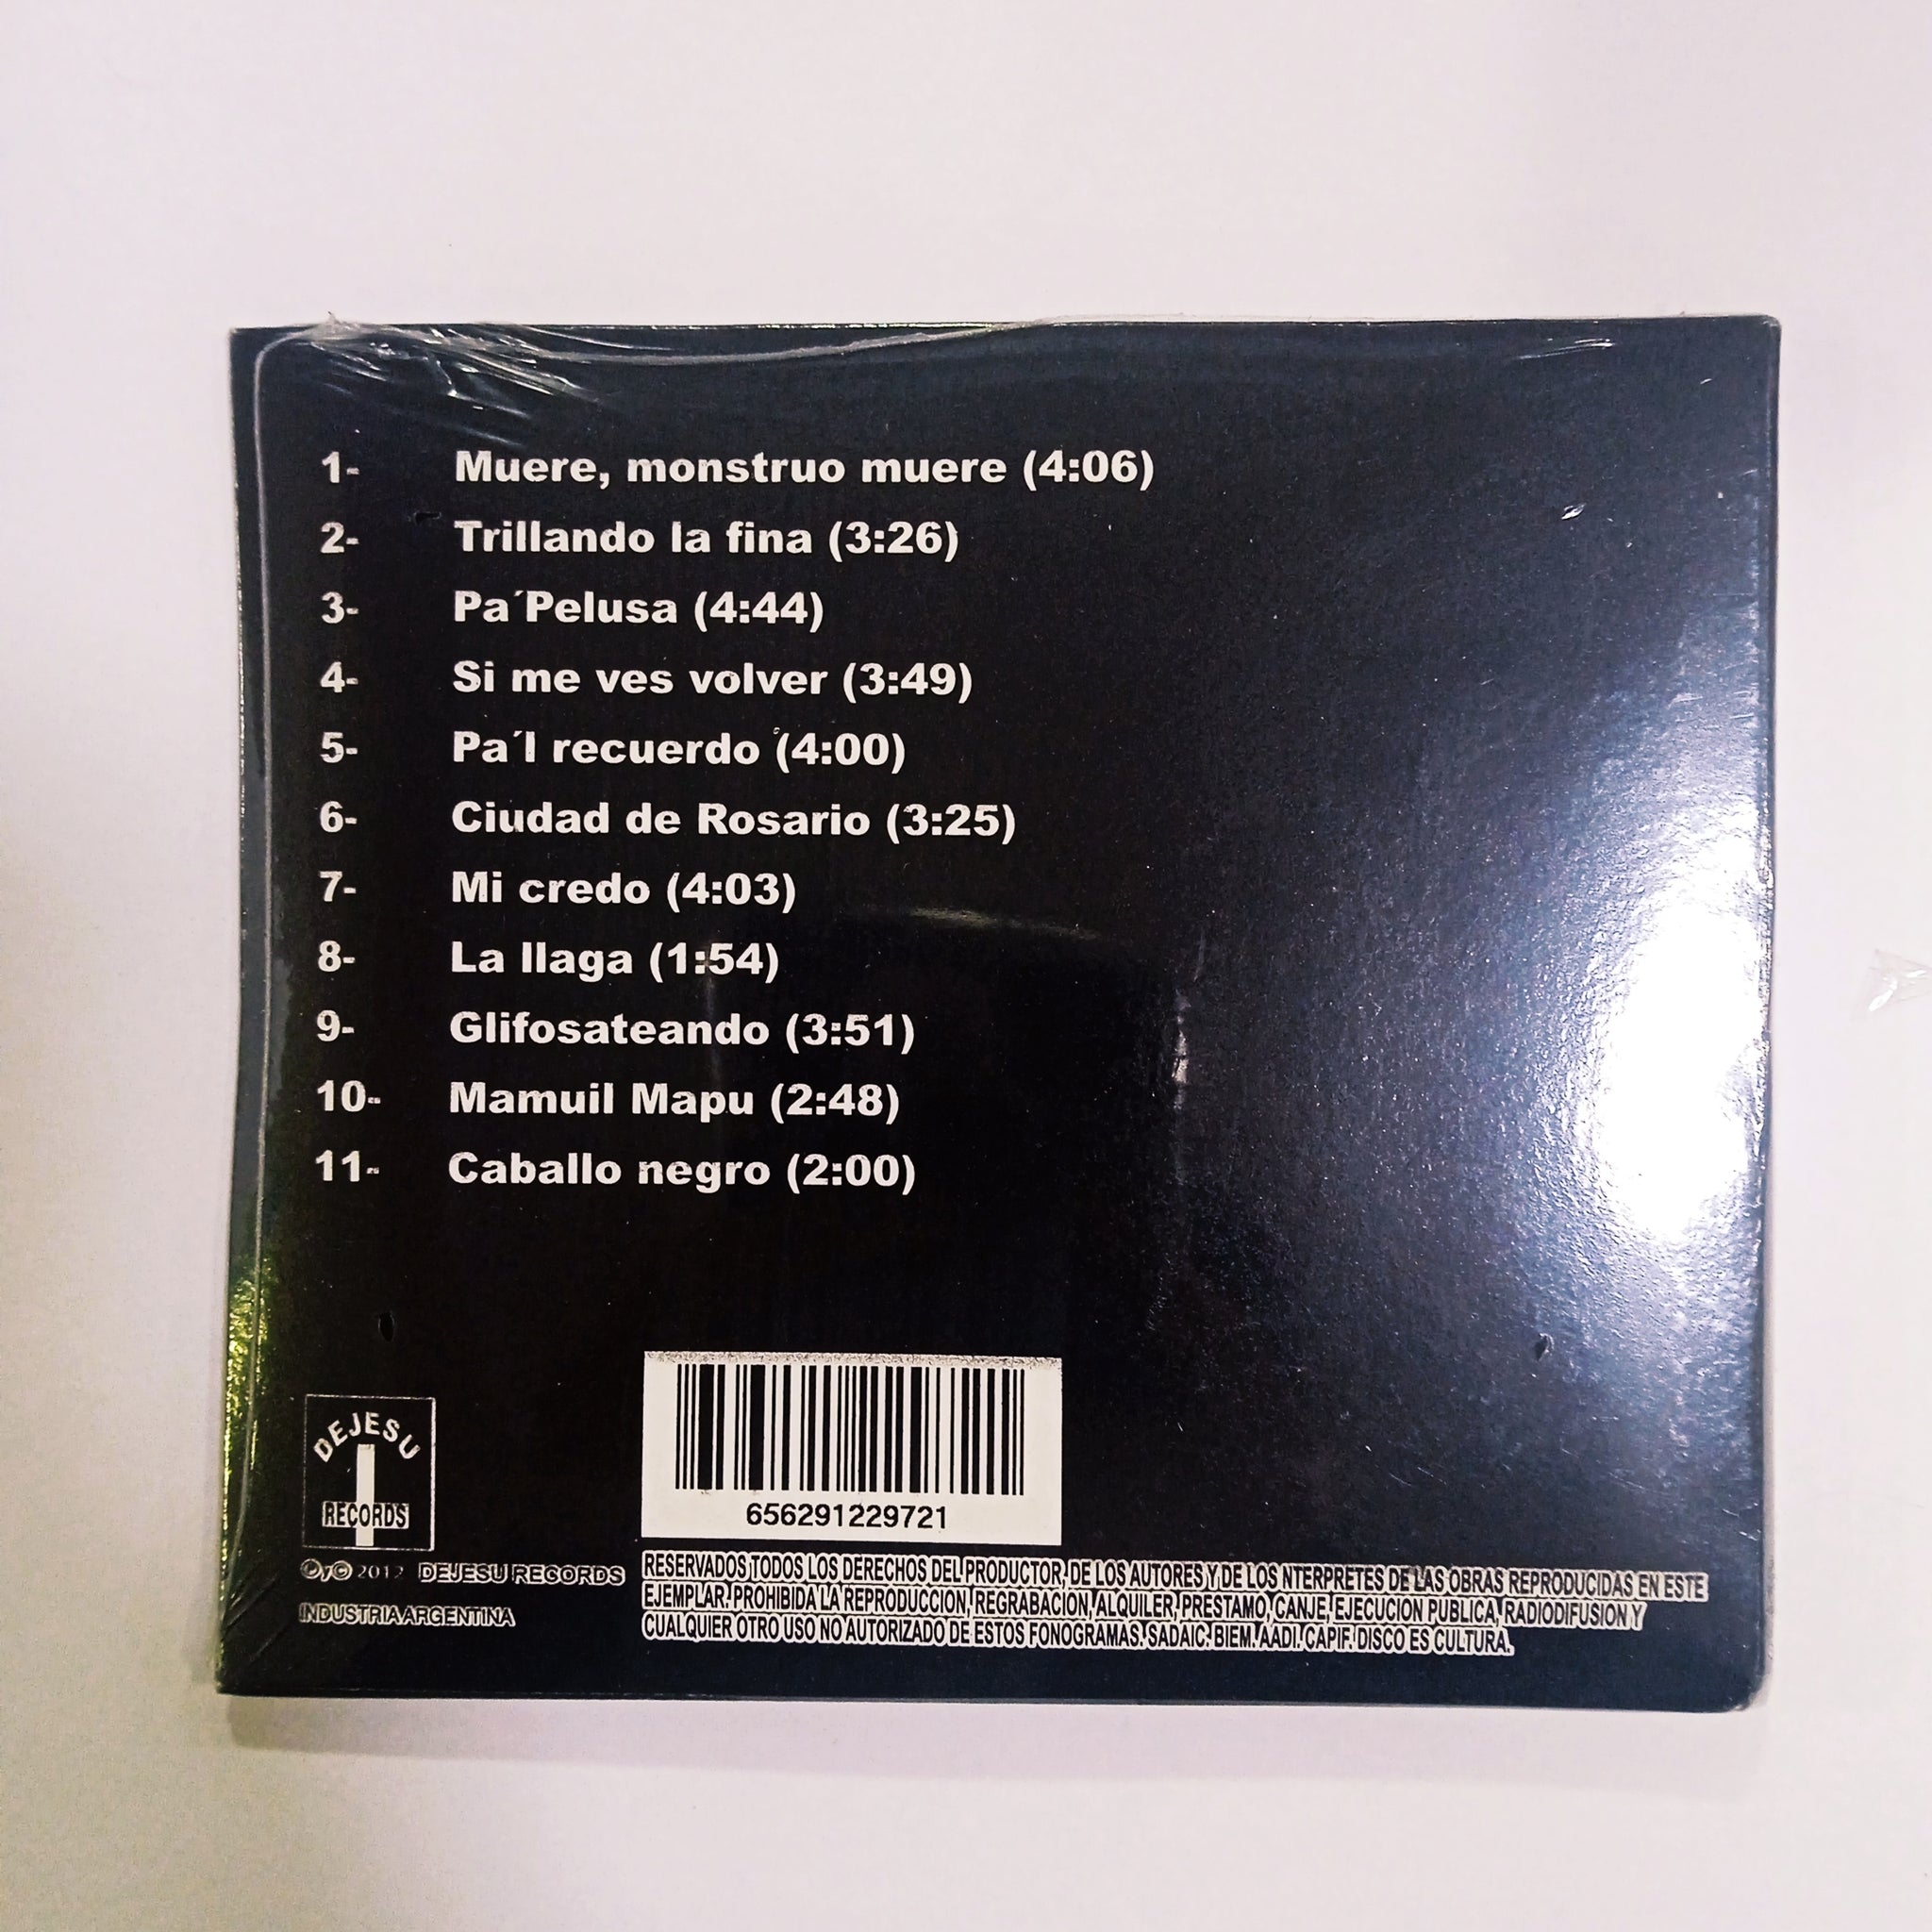 1- Muere, monstruo muere (4:06)
2- Trillando la fina (3:26)
3- Pa´Pelusa (4:44)
4- Si me ves volver (3:49)
5- Pa´l recuerdo (4:00)
6- Ciudad de Rosario (3:25)
7- Mi credo (4:03)
8- La llaga (1:54)
9- Glifosateando (3:51)
10- Mamuil Mapu (2:48)
11- Caballo negro (2:00)
DEJESU
RECORDS
656291229721
Ⓟy© 2012 DEJESU RECORDS
INDUSTRIA ARGENTINA
RESERVADOS TODOS LOS DERECHOS DEL PRODUCTOR, DE LOS AUTORES Y DE LOS NTERPRETES DE LAS OBRAS REPRODUCIDAS EN ESTE
EJEMPLAR. PROHIBIDA LA REPRODUCCION, REGRABACION, ALQUILER, PRESTAMO, CANJE, EJECUCION PUBLICA, RADIODIFUSION Y
CUALQUIER OTRO USO NO AUTORIZADO DE ESTOS FONOGRAMAS. SADAIC. BIEM. AADI. CAPIF. DISCO ES CULTURA.